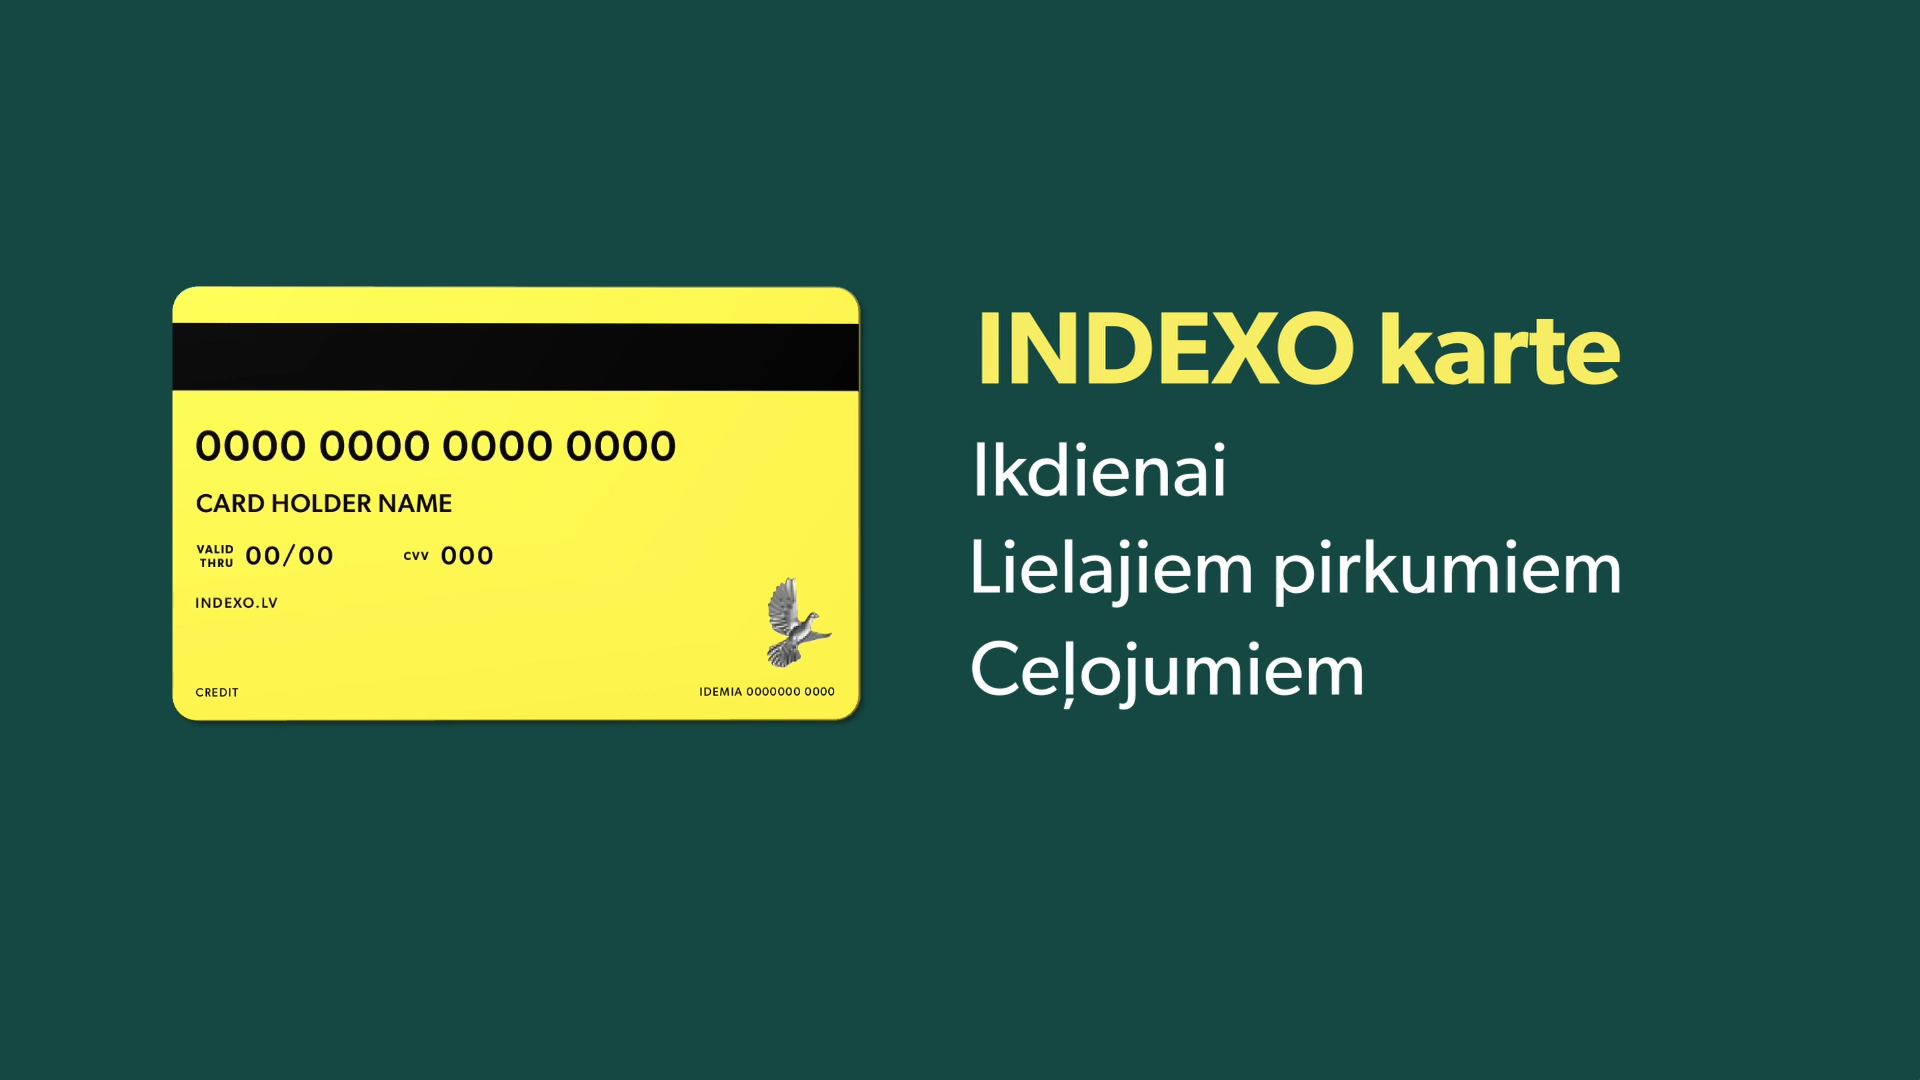 0000 0000 0000 0000
CARD HOLDER NAME
VALID
THRU
00/00
CVV 000
INDEXO.LV
CREDIT
IDEMIA 0000000 0000
INDEXO karte
Ikdienai
Lielajiem pirkumiem
Ceļojumiem